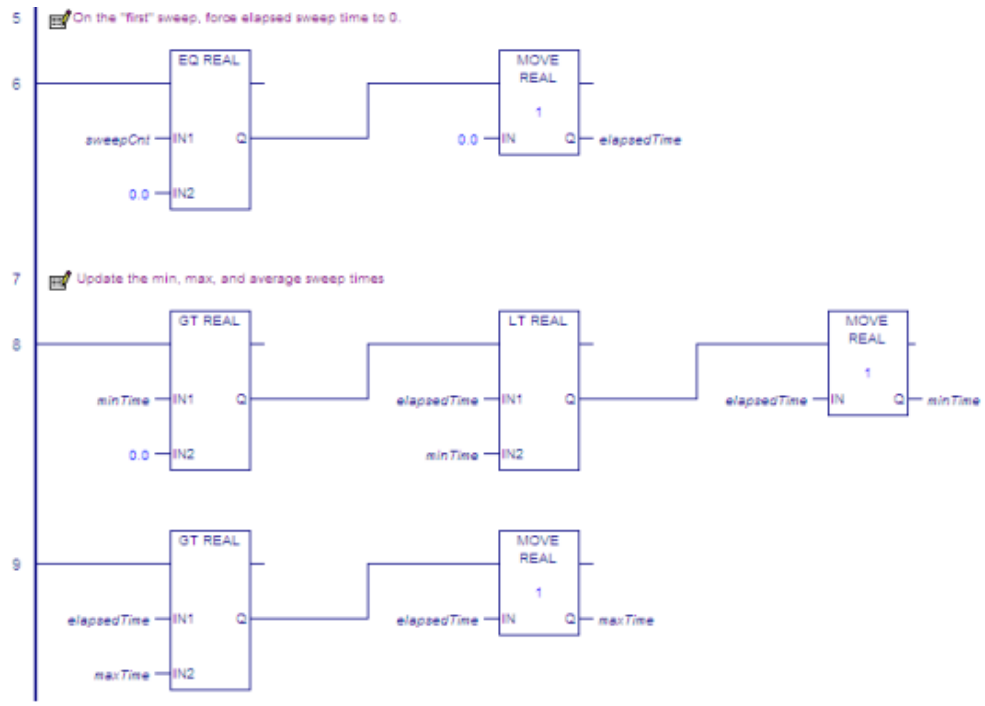 5 On the "first" sweep, force elapsed sweep time to 0.
EQ REAL MOVE
REAL
6
1
sweepCnt IN1 Q 0.0 IN Q elapsedTime
0.0 IN2
7 Update the min, max, and average sweep times
GT REAL LT REAL MOVE
REAL
8
1
minTime IN1 Q elapsedTime IN1 Q elapsedTime IN Q minTime
0.0 IN2 minTime IN2
GT REAL MOVE
REAL
9
1
elapsedTime IN1 Q elapsedTime IN Q maxTime
maxTime IN2